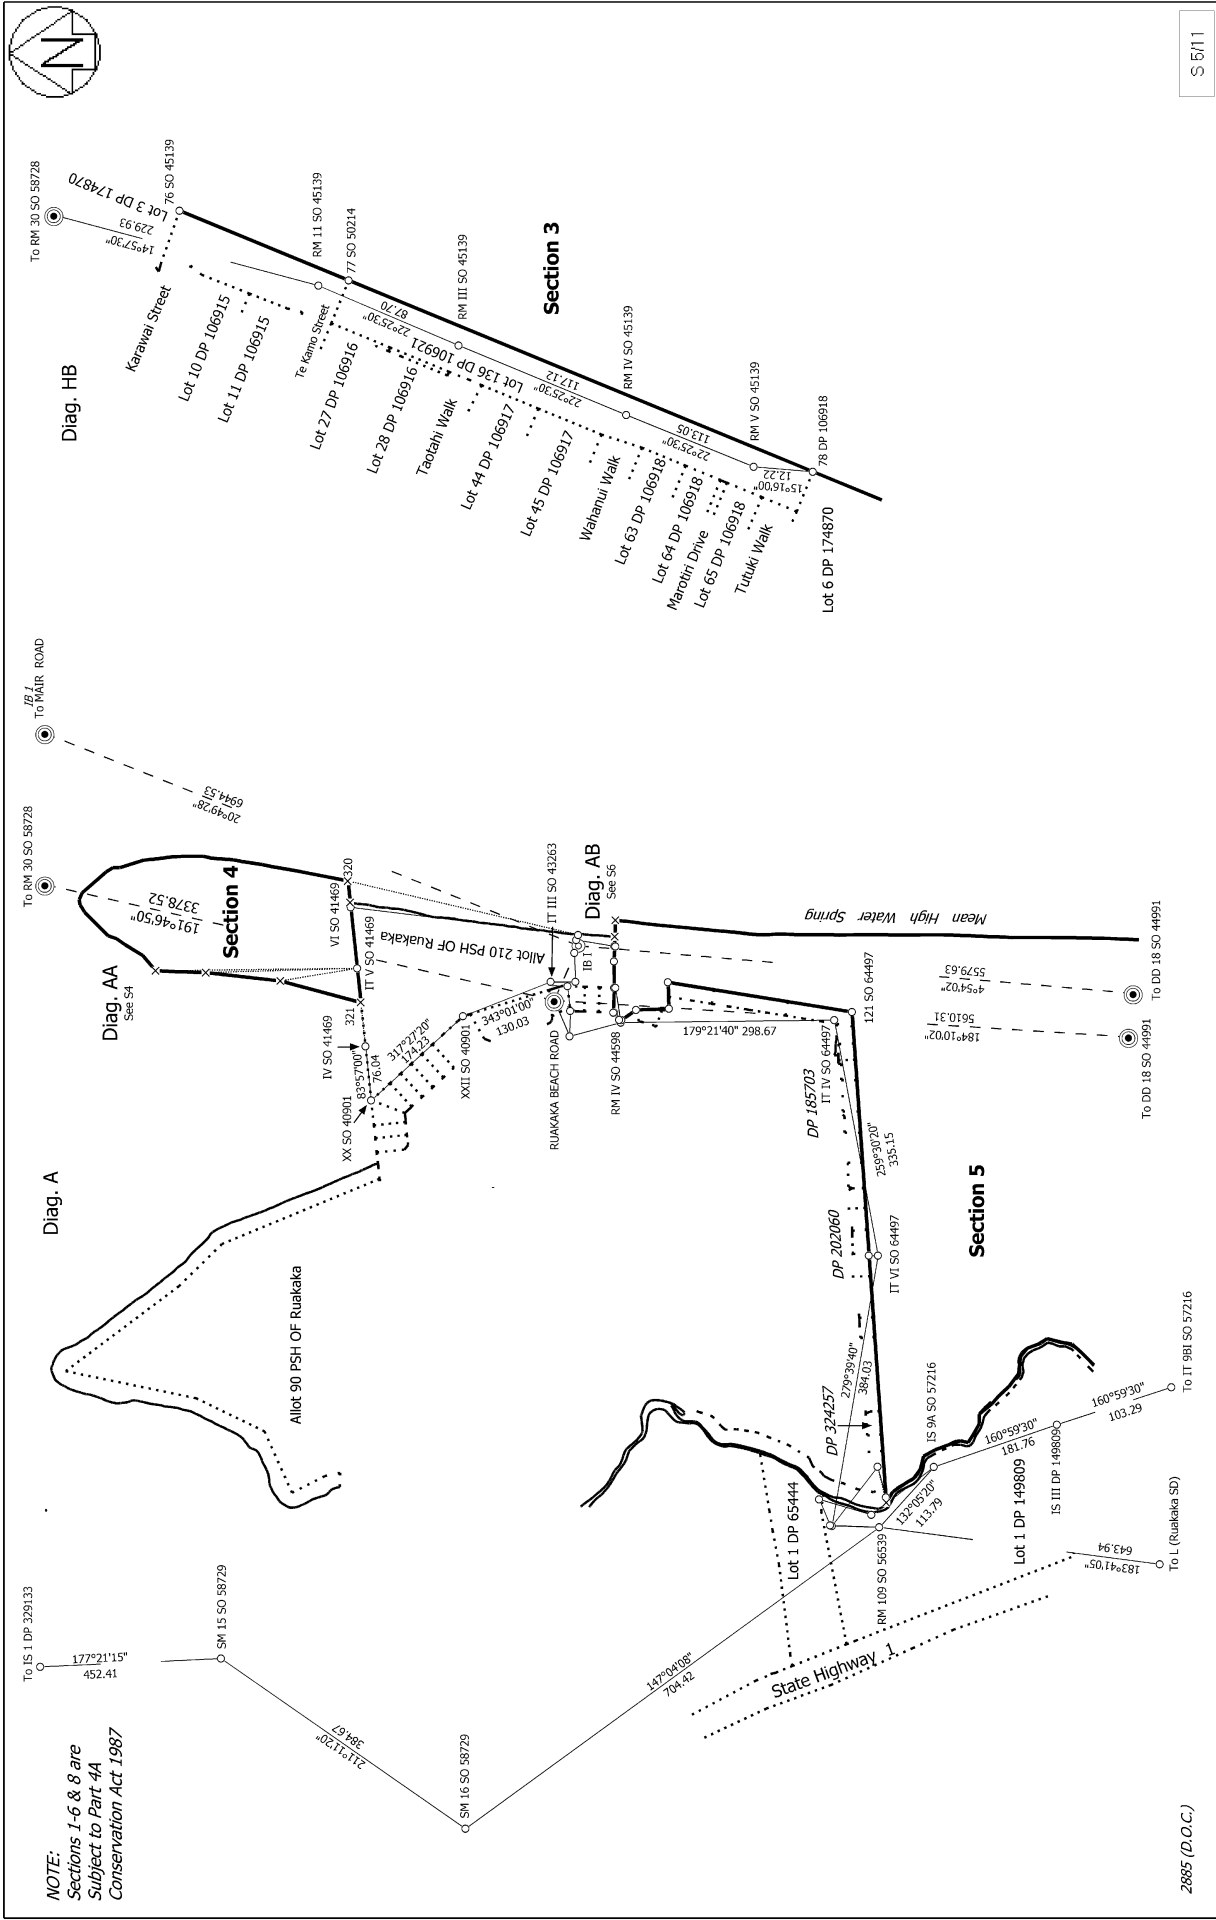 NOTE:
Sections 1-6 & 8 are
Subject to Part 4A
Conservation Act 1987
To IS 1 DP 329133
177°21'15"
452.41
SM 15 SO 58729
211°11'20"
384.67
SM 16 SO 58729
147°04'08"
704.42
State Highway 1
RM 109 SO 56539
Lot 1 DP 65444
132°05'20"
113.79
IS 9A SO 57216
Lot 1 DP 149809
160°59'30"
181.76
IS III DP 149809
160°59'30"
103.29
To IT 9BI SO 57216
183°41'05"
643.94
To L (Ruakaka SD)
Diag. A
Allot 90 PSH OF Ruakaka
DP 324257
279°39'40"
384.03
DP 202060
IT VI SO 64497
DP 185703
259°30'20"
335.15
IT IV SO 64497
121 SO 64497
Section 5
179°21'40" 298.67
RM IV SO 44598
RUAKAKA BEACH ROAD
XX SO 40901
83°57'00"
76.04
IV SO 41469
317°27'20"
174.23
XXII SO 40901
343°01'00"
130.03
IT III SO 43263
Diag. AA
See S4
321
IT V SO 41469
VI SO 41469
320
Section 4
Allot 210 PSH OF Ruakaka
IB I
Diag. AB
See S6
Mean High Water Spring
To RM 30 SO 58728
191°46'50"
3378.52
IB 1
To MAIR ROAD
20°49'28"
6944.53
4°54'02"
5579.63
To DD 18 SO 44991
184°10'02"
5610.31
To DD 18 SO 44991
Diag. HB
To RM 30 SO 58728
14°57'30"
229.93
Lot 3 DP 174870
76 SO 45139
Karawai Street
Lot 10 DP 106915
Lot 11 DP 106915
Te Kamo Street
RM 11 SO 45139
77 SO 50214
22°25'30"
87.70
Lot 27 DP 106916
Lot 28 DP 106916
Lot 136 DP 106921
RM III SO 45139
Taotahi Walk
Lot 44 DP 106917
22°25'30"
117.12
Lot 45 DP 106917
RM IV SO 45139
Wahanui Walk
Lot 63 DP 106918
22°25'30"
113.05
Lot 64 DP 106918
Marotiri Drive
Lot 65 DP 106918
RM V SO 45139
Tutuki Walk
15°16'00"
12.22
78 DP 106918
Lot 6 DP 174870
Section 3
2885 (D.O.C.)
S 5/11
N